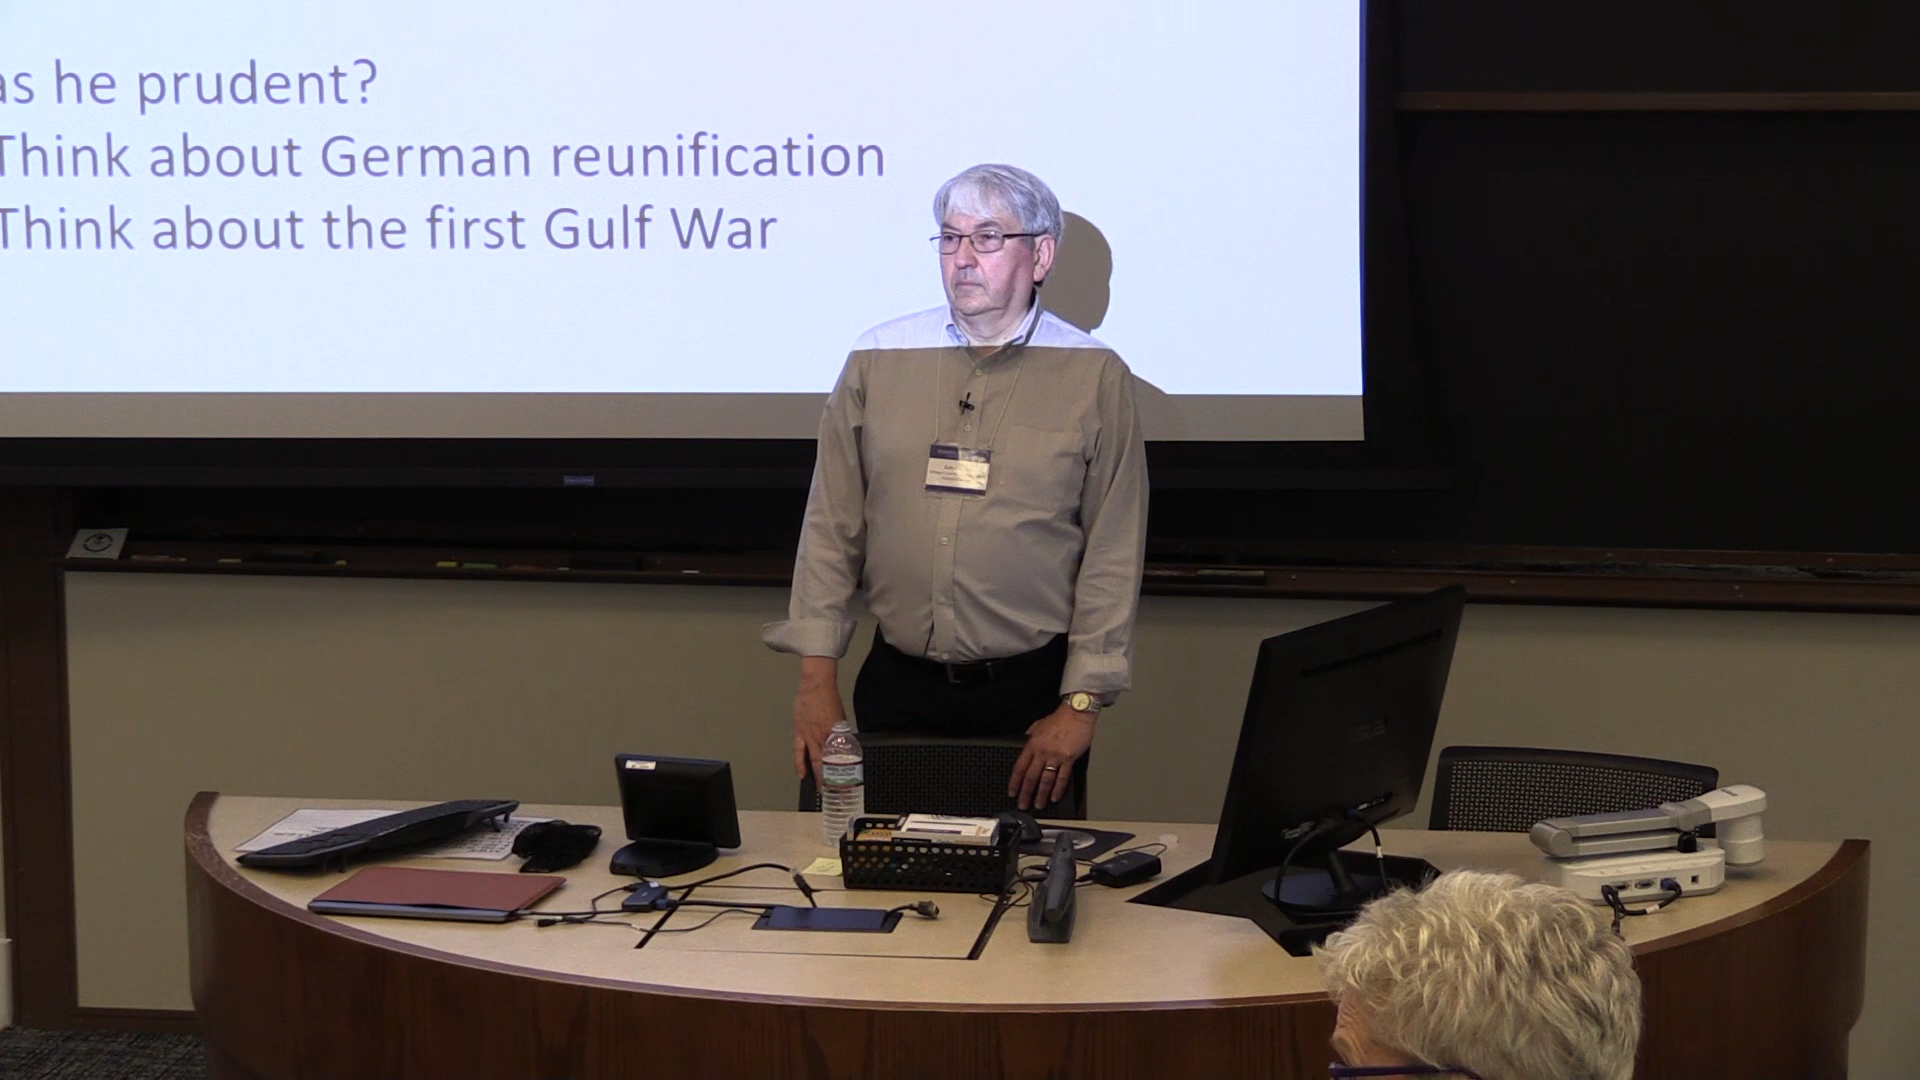 as he prudent?
Think about German reunification
Think about the first Gulf War